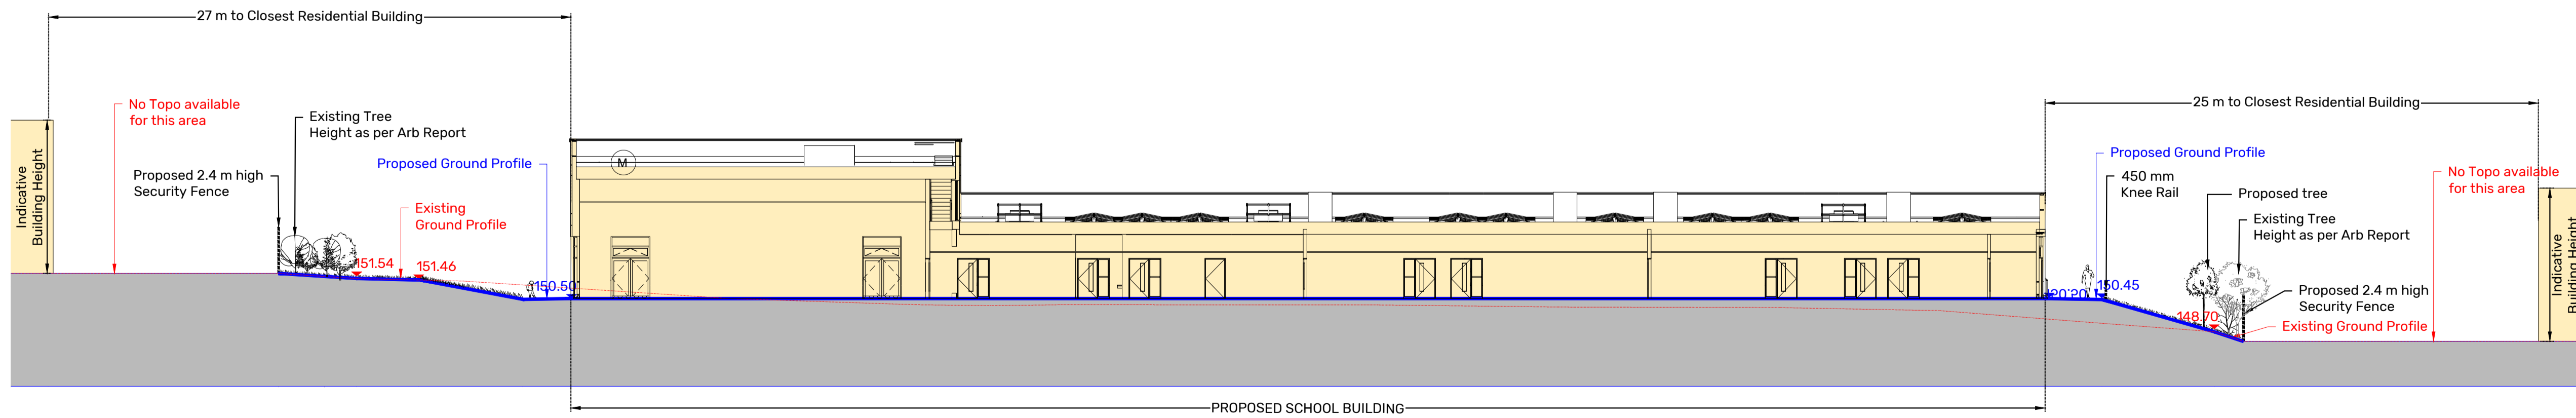 27 m to Closest Residential Building
25 m to Closest Residential Building
No Topo available
for this area
Existing Tree
Height as per Arb Report
Indicative
Building Height
Proposed 2.4 m high
Security Fence
Proposed Ground Profile
Existing
Ground Profile
151.54
151.46
150.50
M
Proposed Ground Profile
450 mm
Knee Rail
Proposed tree
Existing Tree
Height as per Arb Report
No Topo available
for this area
150.45
148.70
Proposed 2.4 m high
Security Fence
Existing Ground Profile
Indicative
Building Height
PROPOSED SCHOOL BUILDING